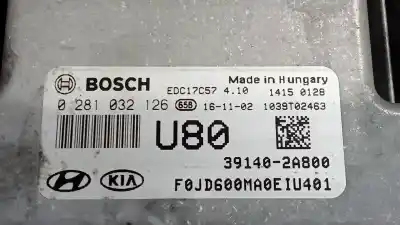 BOSCH EDC17C57 4.10 Made in Hungary
1415 0128
0 281 032 126 658 16-11-02 1039T02463
U80
39140-2A800
KIA F0JD600MA0EIU401